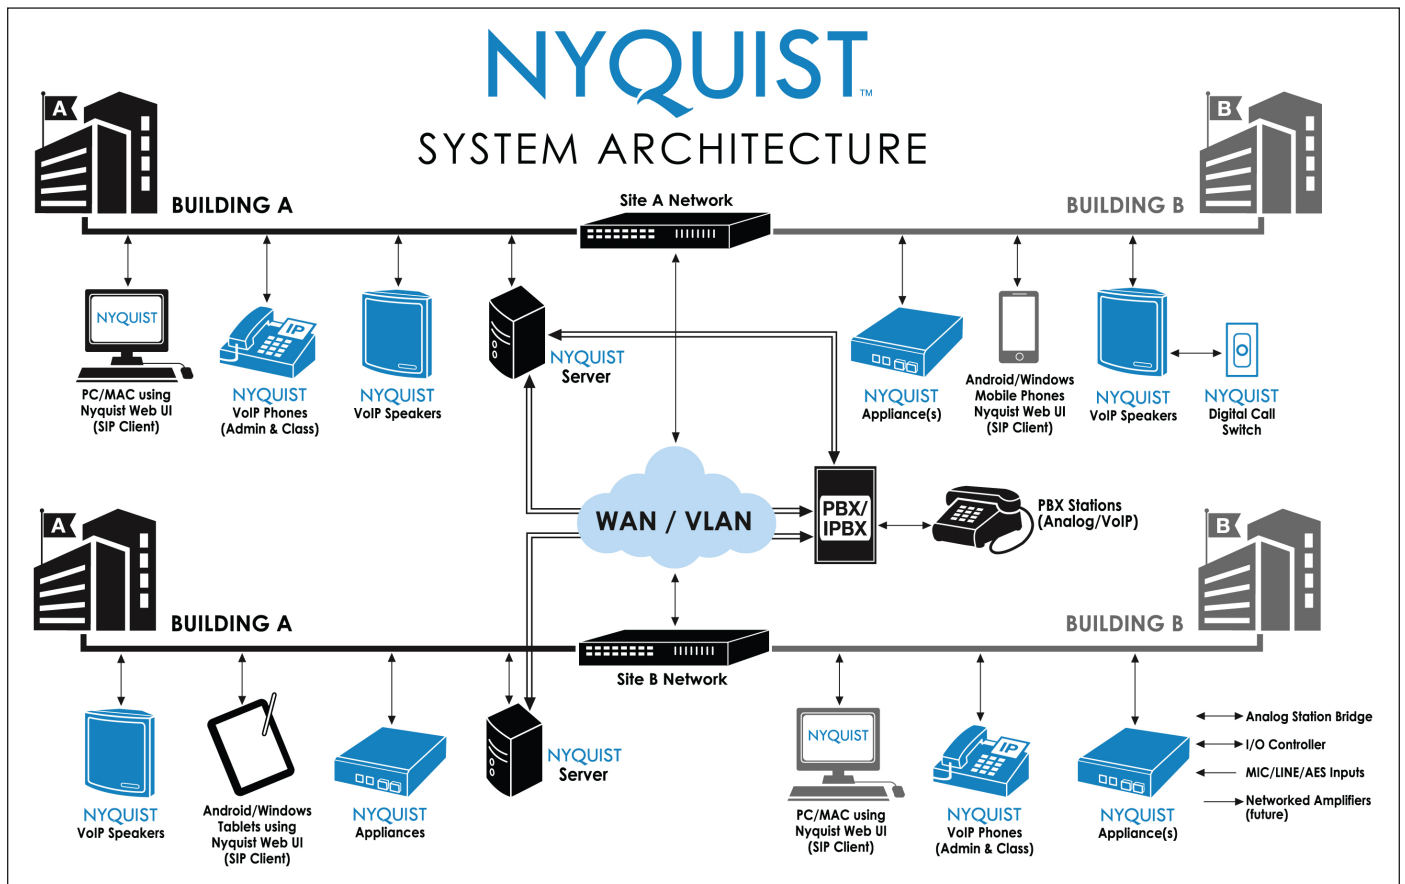 NYQUIST™
SYSTEM ARCHITECTURE
A
BUILDING A
Site A Network
BUILDING B
B
NYQUIST
PC/MAC using
Nyquist Web UI
(SIP Client)
IP
NYQUIST
VoIP Phones
(Admin & Class)
NYQUIST
VoIP Speakers
NYQUIST
Server
NYQUIST
Appliance(s)
Android/Windows
Mobile Phones
Nyquist Web UI
(SIP Client)
NYQUIST
VoIP Speakers
NYQUIST
Digital Call
Switch
WAN / VLAN
PBX/
IPBX
PBX Stations
(Analog/VoIP)
A
BUILDING A
Site B Network
BUILDING B
B
NYQUIST
VoIP Speakers
Android/Windows
Tablets using
Nyquist Web UI
(SIP Client)
NYQUIST
Appliances
NYQUIST
Server
NYQUIST
PC/MAC using
Nyquist Web UI
(SIP Client)
IP
NYQUIST
VoIP Phones
(Admin & Class)
NYQUIST
Appliance(s)
Analog Station Bridge
I/O Controller
MIC/LINE/AES Inputs
Networked Amplifiers
(future)